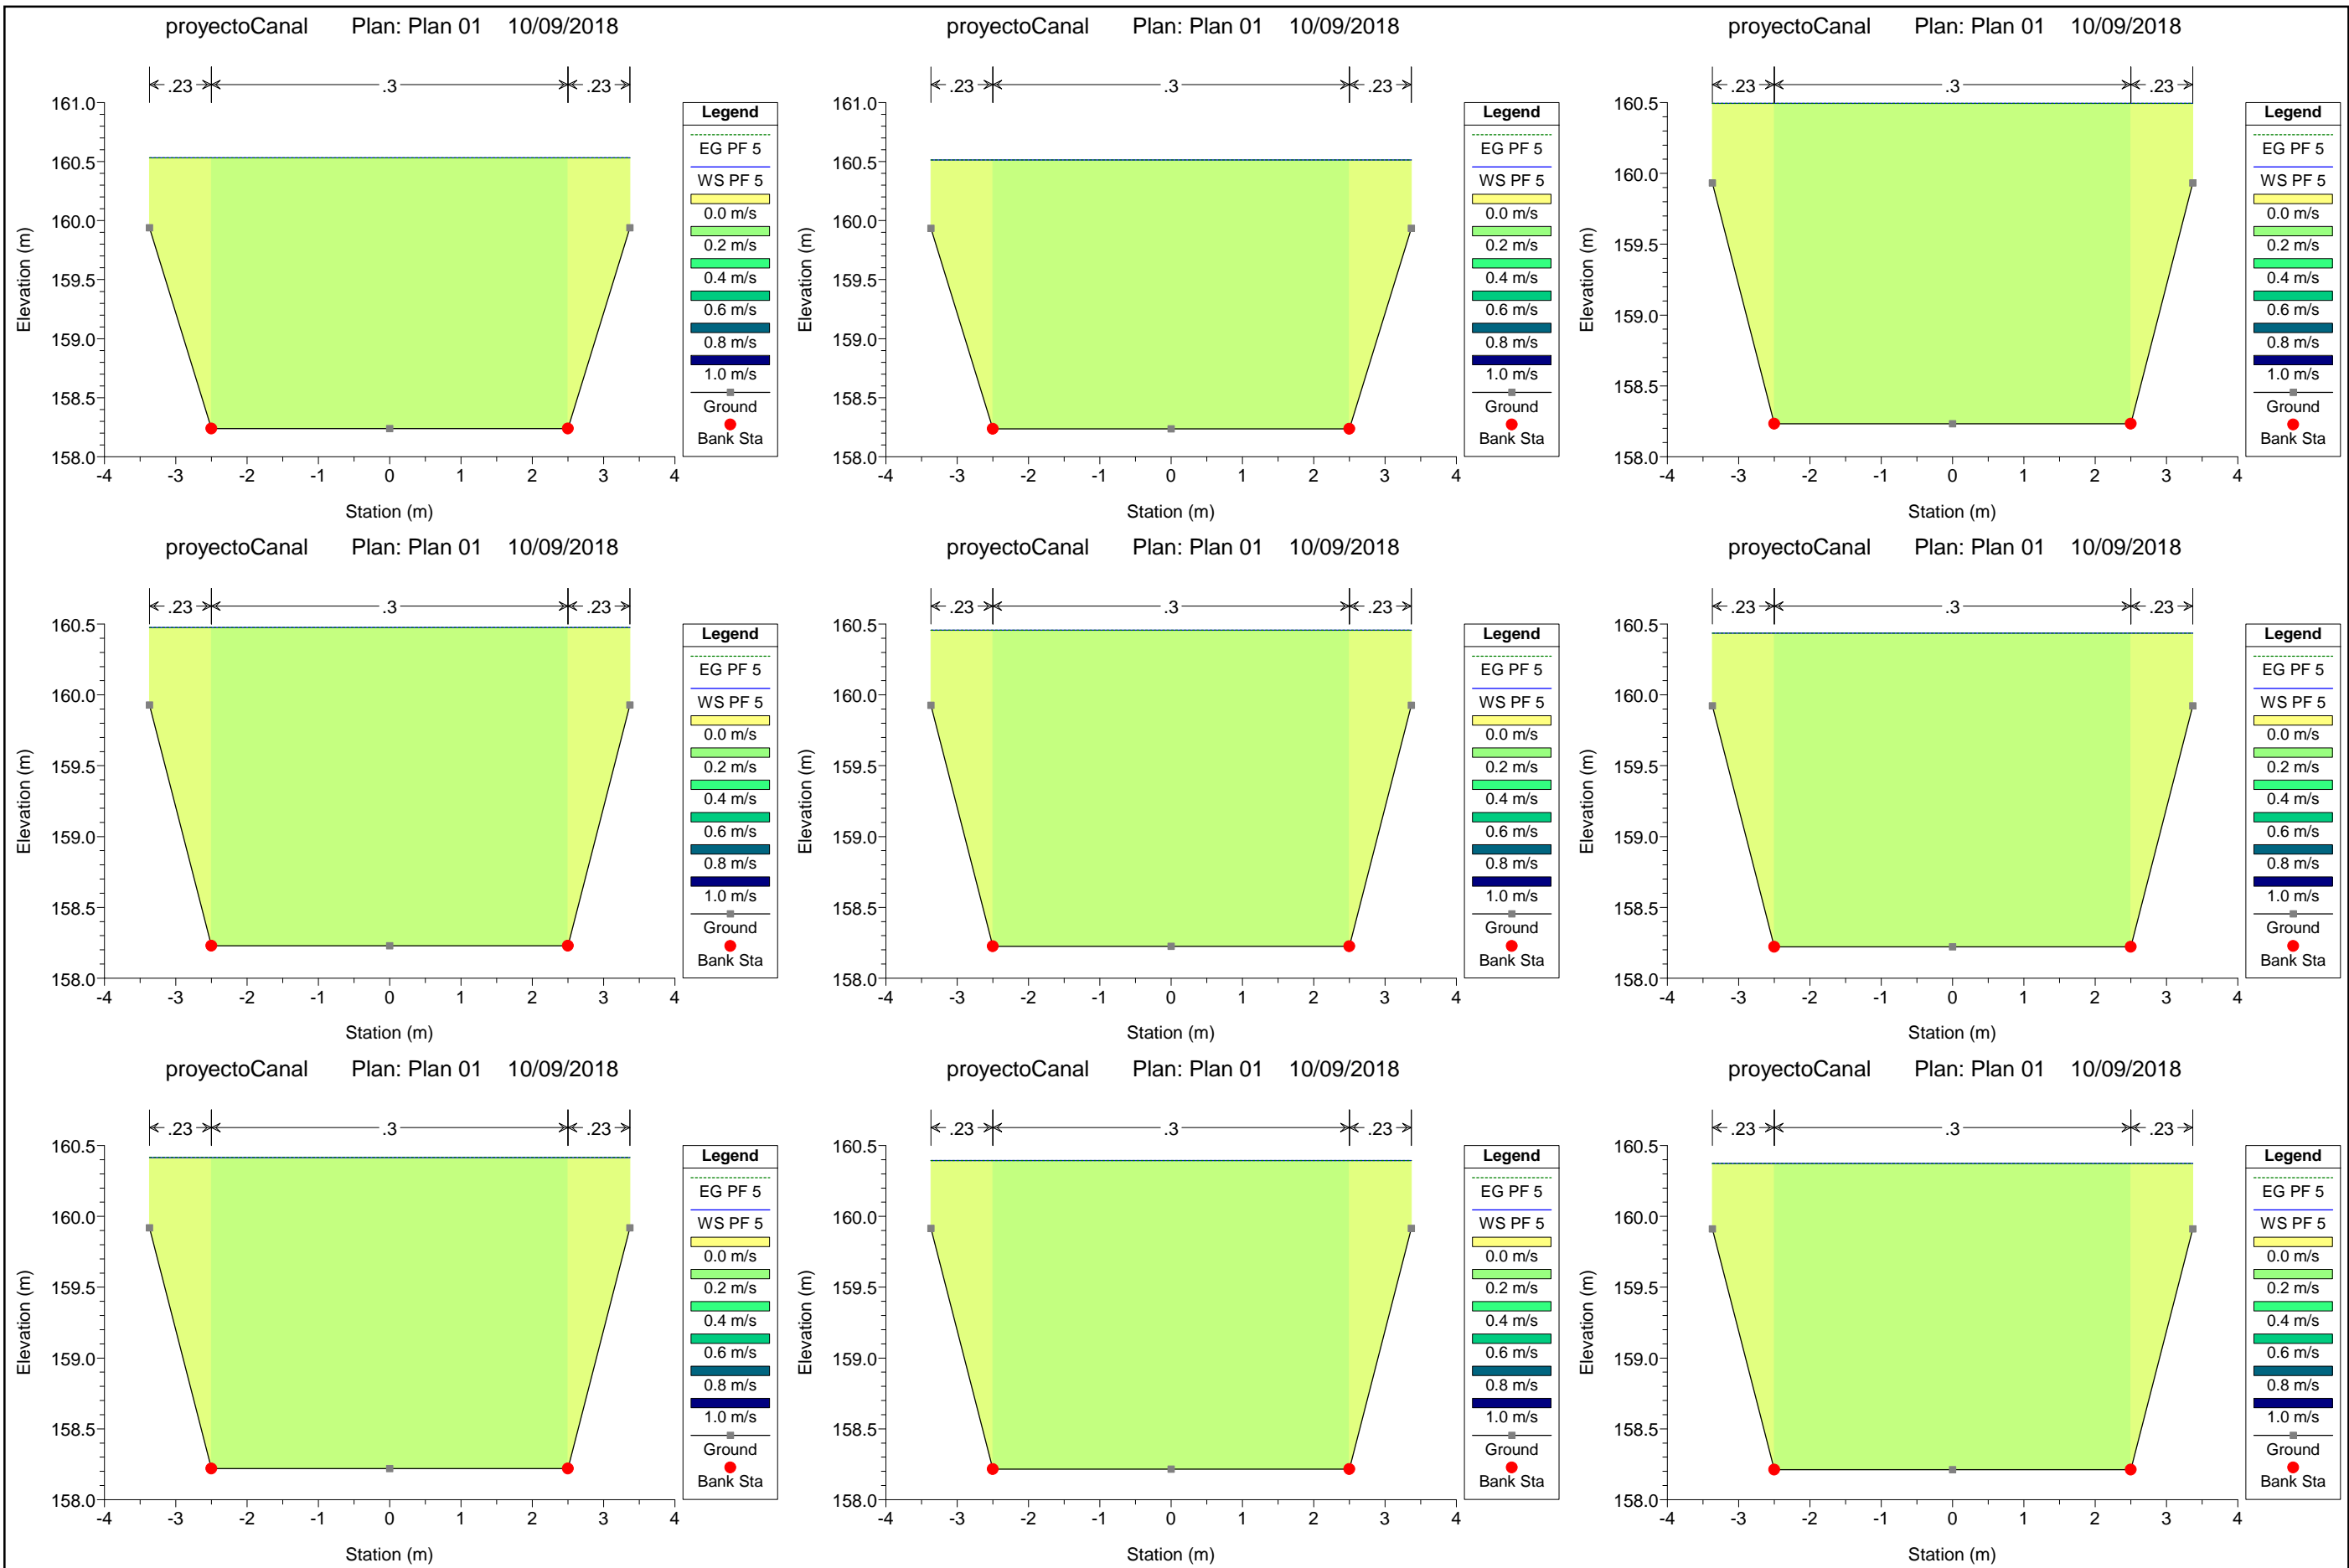 proyectoCanal Plan: Plan 01 10/09/2018
.23 .3 .23
161.0
160.5
160.0
159.5
159.0
158.5
158.0
Elevation (m)
-4 -3 -2 -1 0 1 2 3 4
Station (m)
Legend
EG PF 5
WS PF 5
0.0 m/s
0.2 m/s
0.4 m/s
0.6 m/s
0.8 m/s
1.0 m/s
Ground
Bank Sta
proyectoCanal Plan: Plan 01 10/09/2018
.23 .3 .23
161.0
160.5
160.0
159.5
159.0
158.5
158.0
Elevation (m)
-4 -3 -2 -1 0 1 2 3 4
Station (m)
Legend
EG PF 5
WS PF 5
0.0 m/s
0.2 m/s
0.4 m/s
0.6 m/s
0.8 m/s
1.0 m/s
Ground
Bank Sta
proyectoCanal Plan: Plan 01 10/09/2018
.23 .3 .23
160.5
160.0
159.5
159.0
158.5
158.0
Elevation (m)
-4 -3 -2 -1 0 1 2 3 4
Station (m)
Legend
EG PF 5
WS PF 5
0.0 m/s
0.2 m/s
0.4 m/s
0.6 m/s
0.8 m/s
1.0 m/s
Ground
Bank Sta
proyectoCanal Plan: Plan 01 10/09/2018
.23 .3 .23
160.5
160.0
159.5
159.0
158.5
158.0
Elevation (m)
-4 -3 -2 -1 0 1 2 3 4
Station (m)
Legend
EG PF 5
WS PF 5
0.0 m/s
0.2 m/s
0.4 m/s
0.6 m/s
0.8 m/s
1.0 m/s
Ground
Bank Sta
proyectoCanal Plan: Plan 01 10/09/2018
.23 .3 .23
160.5
160.0
159.5
159.0
158.5
158.0
Elevation (m)
-4 -3 -2 -1 0 1 2 3 4
Station (m)
Legend
EG PF 5
WS PF 5
0.0 m/s
0.2 m/s
0.4 m/s
0.6 m/s
0.8 m/s
1.0 m/s
Ground
Bank Sta
proyectoCanal Plan: Plan 01 10/09/2018
.23 .3 .23
160.5
160.0
159.5
159.0
158.5
158.0
Elevation (m)
-4 -3 -2 -1 0 1 2 3 4
Station (m)
Legend
EG PF 5
WS PF 5
0.0 m/s
0.2 m/s
0.4 m/s
0.6 m/s
0.8 m/s
1.0 m/s
Ground
Bank Sta
proyectoCanal Plan: Plan 01 10/09/2018
.23 .3 .23
160.5
160.0
159.5
159.0
158.5
158.0
Elevation (m)
-4 -3 -2 -1 0 1 2 3 4
Station (m)
Legend
EG PF 5
WS PF 5
0.0 m/s
0.2 m/s
0.4 m/s
0.6 m/s
0.8 m/s
1.0 m/s
Ground
Bank Sta
proyectoCanal Plan: Plan 01 10/09/2018
.23 .3 .23
160.5
160.0
159.5
159.0
158.5
158.0
Elevation (m)
-4 -3 -2 -1 0 1 2 3 4
Station (m)
Legend
EG PF 5
WS PF 5
0.0 m/s
0.2 m/s
0.4 m/s
0.6 m/s
0.8 m/s
1.0 m/s
Ground
Bank Sta
proyectoCanal Plan: Plan 01 10/09/2018
.23 .3 .23
160.5
160.0
159.5
159.0
158.5
158.0
Elevation (m)
-4 -3 -2 -1 0 1 2 3 4
Station (m)
Legend
EG PF 5
WS PF 5
0.0 m/s
0.2 m/s
0.4 m/s
0.6 m/s
0.8 m/s
1.0 m/s
Ground
Bank Sta